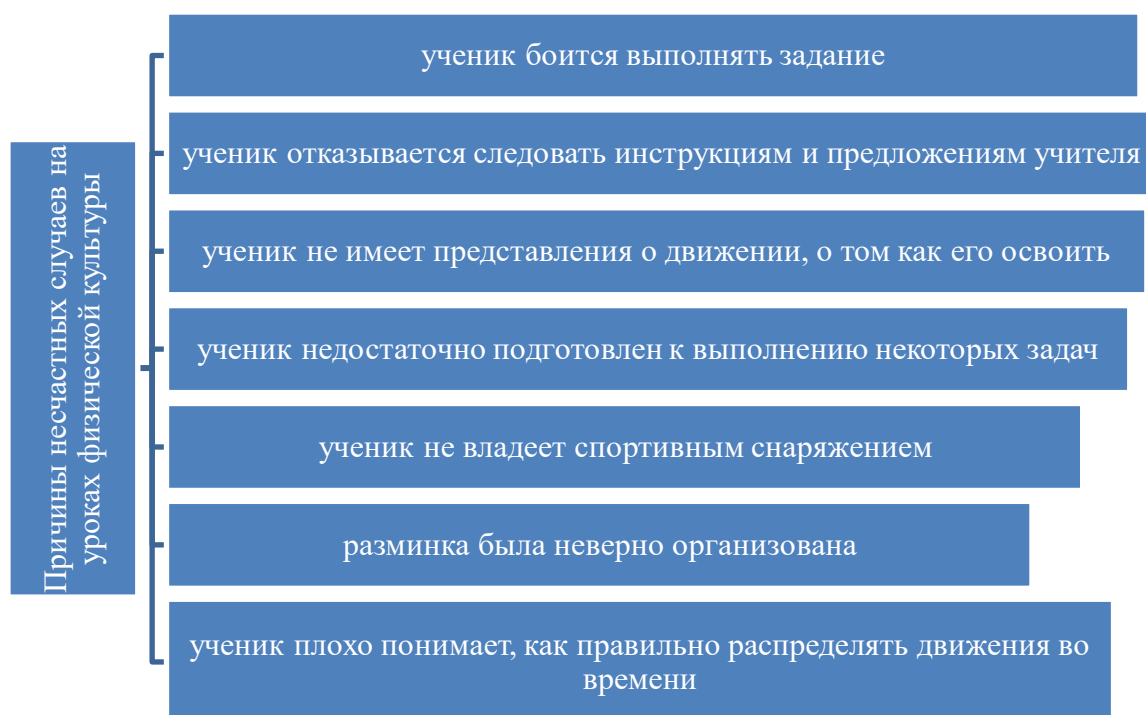 Причины несчастных случаев на
уроках физической культуры
ученик боится выполнять задание
ученик отказывается следовать инструкциям и предложениям учителя
ученик не имеет представления о движении, о том как его освоить
ученик недостаточно подготовлен к выполнению некоторых задач
ученик не владеет спортивным снаряжением
разминка была неверно организована
ученик плохо понимает, как правильно распределять движения во
времени